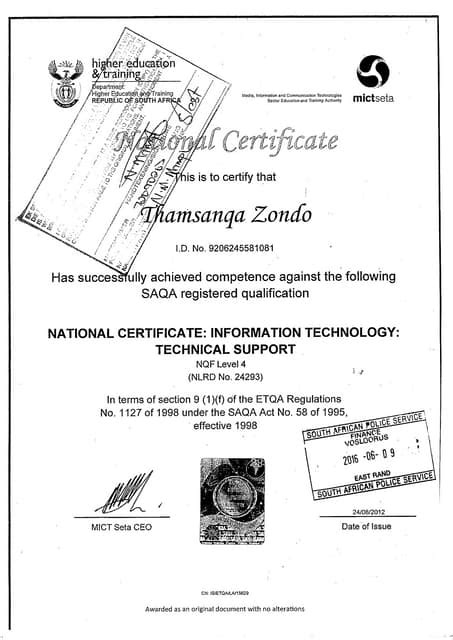 higher education
& training
Department:
Higher Education and Training
REPUBLIC OF SOUTH AFRICA
Media, Information and Communication Technologies
Sector Education and Training Authority
mictseta
National Certificate
This is to certify that
Thamsanqa Zondo
I.D. No. 9206245581081
Has successfully achieved competence against the following
SAQA registered qualification
NATIONAL CERTIFICATE: INFORMATION TECHNOLOGY:
TECHNICAL SUPPORT
NQF Level 4
(NLRD No. 24293)
In terms of section 9 (1)(f) of the ETQA Regulations
No. 1127 of 1998 under the SAQA Act No. 58 of 1995,
effective 1998
SOUTH AFRICAN POLICE SERVICE
FINANCE
VOSLOORUS
2016 -06- 09
EAST RAND
SOUTH AFRICAN POLICE SERVICE
MICT Seta CEO
24/08/2012
Date of Issue
Awarded as an original document with no alterations